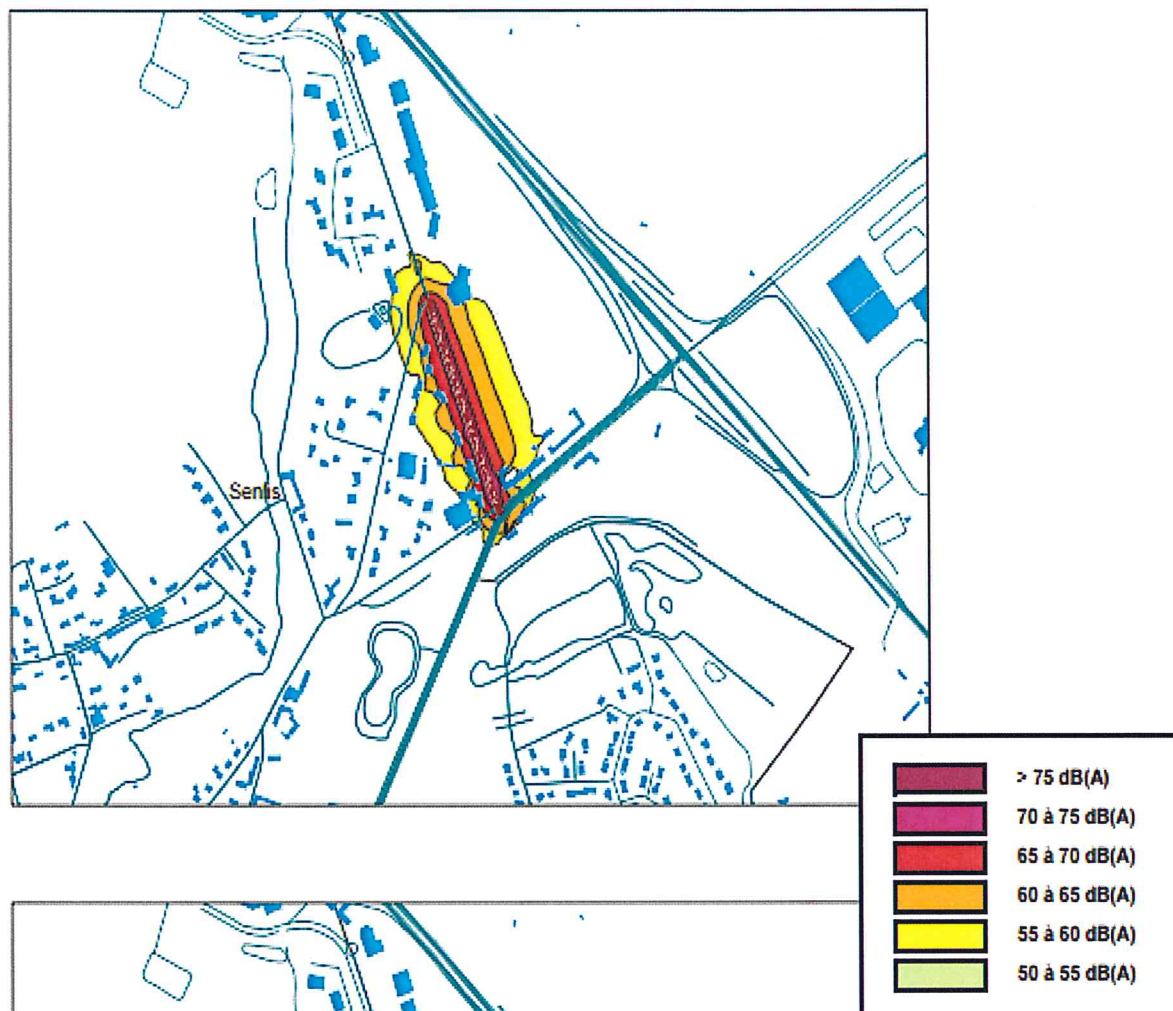 Senlis
> 75 dB(A)
70 à 75 dB(A)
65 à 70 dB(A)
60 à 65 dB(A)
55 à 60 dB(A)
50 à 55 dB(A)